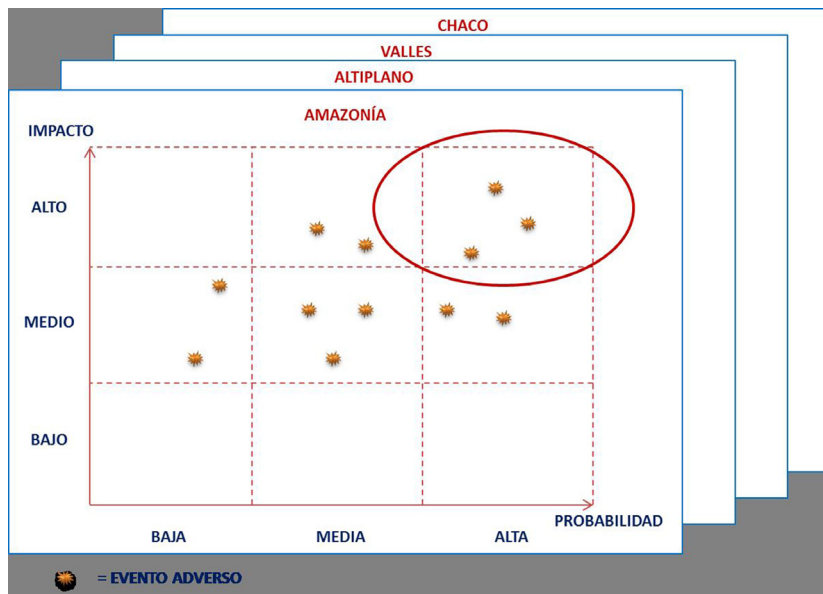 CHACO
VALLES
ALTIPLANO
AMAZONÍA
IMPACTO
ALTO
MEDIO
BAJO
PROBABILIDAD
BAJA MEDIA ALTA
= EVENTO ADVERSO